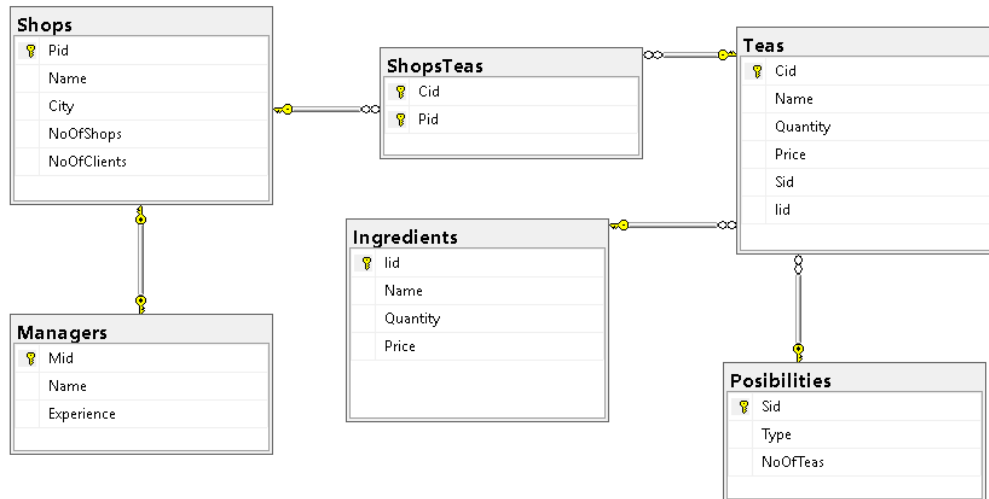 Shops
Pid
Name
City
NoOfShops
NoOfClients
ShopsTeas
Cid
Pid
Teas
Cid
Name
Quantity
Price
Sid
Iid
Ingredients
Iid
Name
Quantity
Price
Managers
Mid
Name
Experience
Posibilities
Sid
Type
NoOfTeas